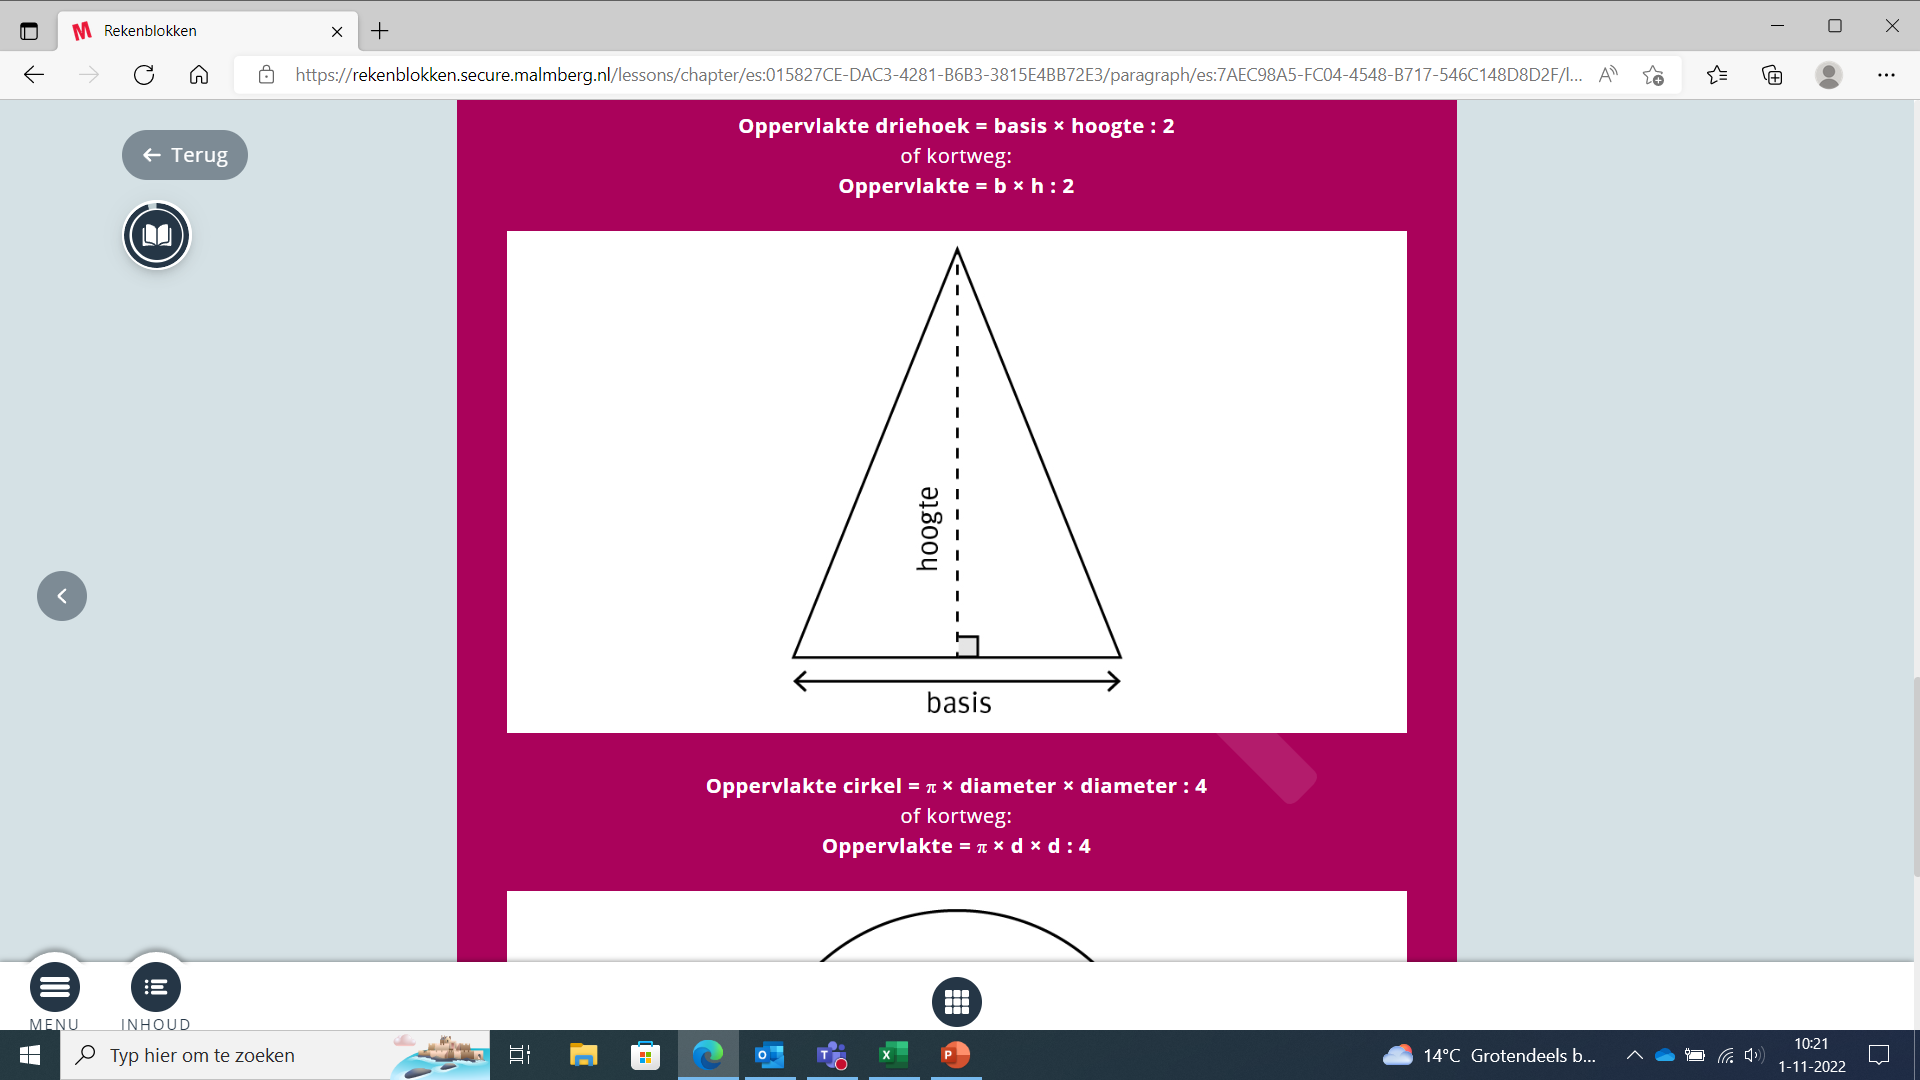 Rekenblokken
https://rekenblokken.secure.malmberg.nl/lessons/chapter/es:015827CE-DAC3-4281-B6B3-3815E4BB72E3/paragraph/es:7AEC98A5-FC04-4548-B717-546C148D8D2F/l...
Terug
Oppervlakte driehoek = basis × hoogte : 2
of kortweg:
Oppervlakte = b × h : 2
hoogte
basis
Oppervlakte cirkel = π × diameter × diameter : 4
of kortweg:
Oppervlakte = π × d × d : 4
MENU
INHOUD
Typ hier om te zoeken
14°C Grotendeels b...
10:21
1-11-2022